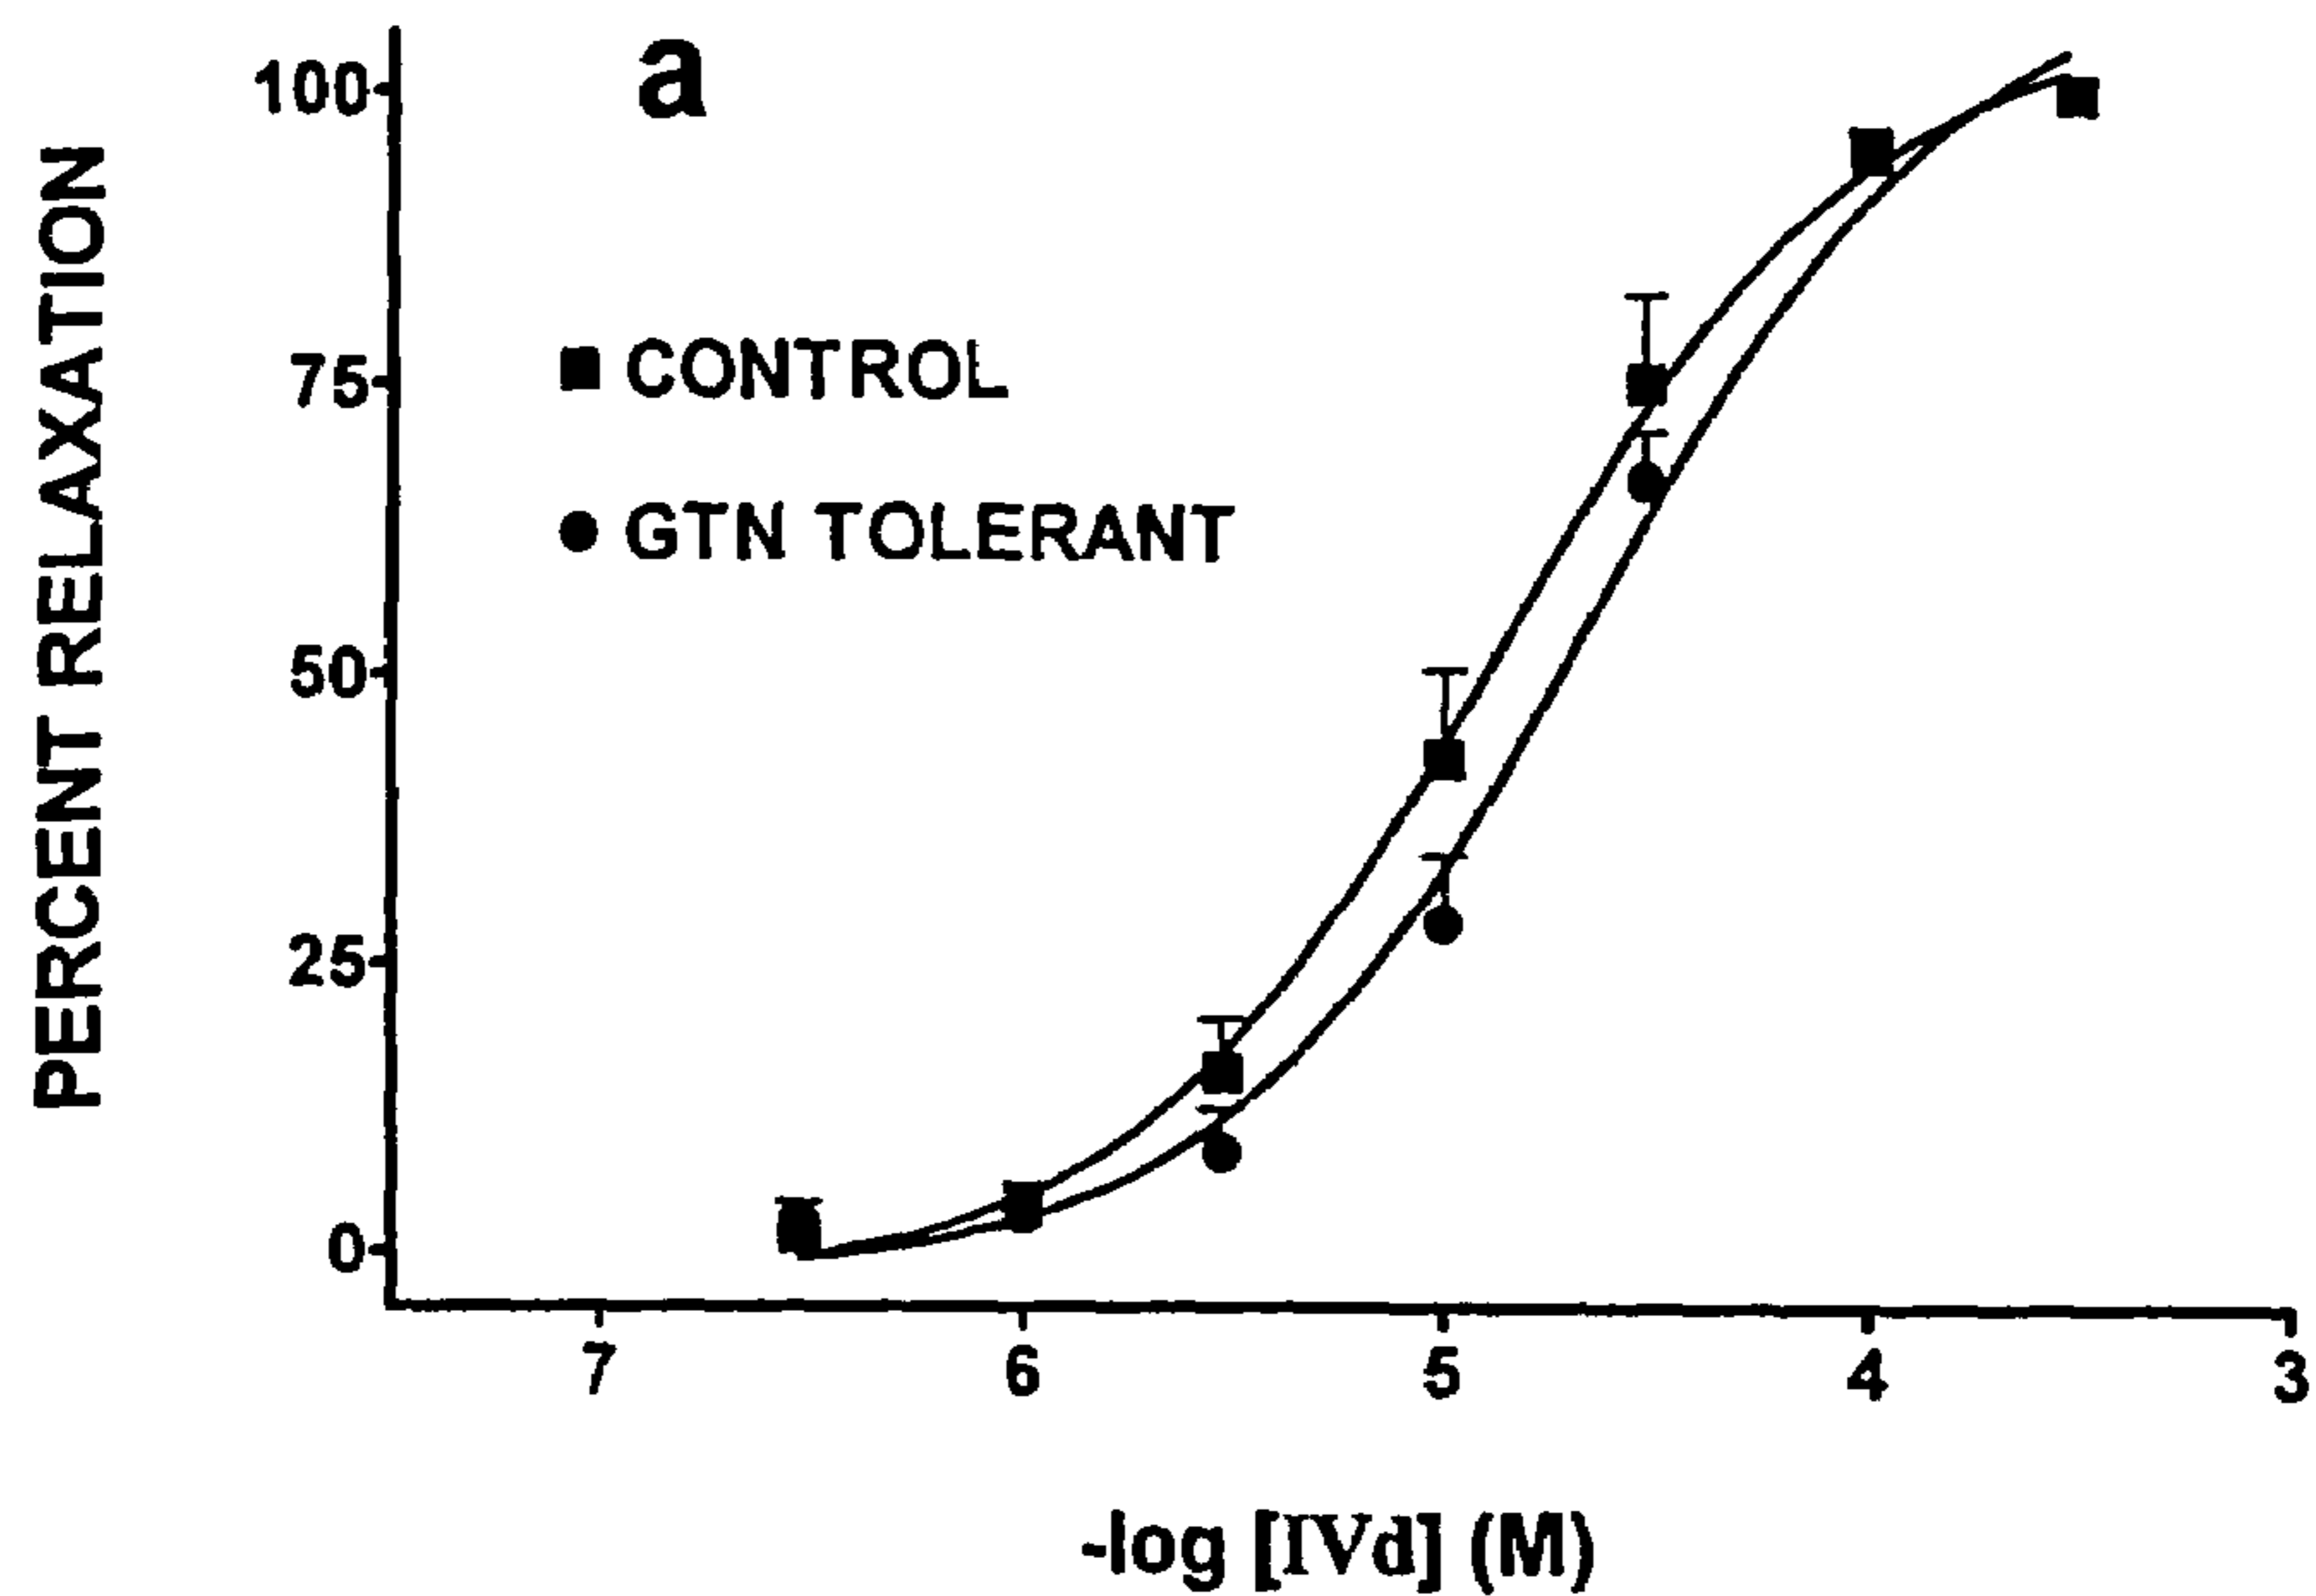 a
PERCENT RELAXATION
100
75
50
25
0
CONTROL
GTN TOLERANT
7 6 5 4 3
-log [IVd] (M)